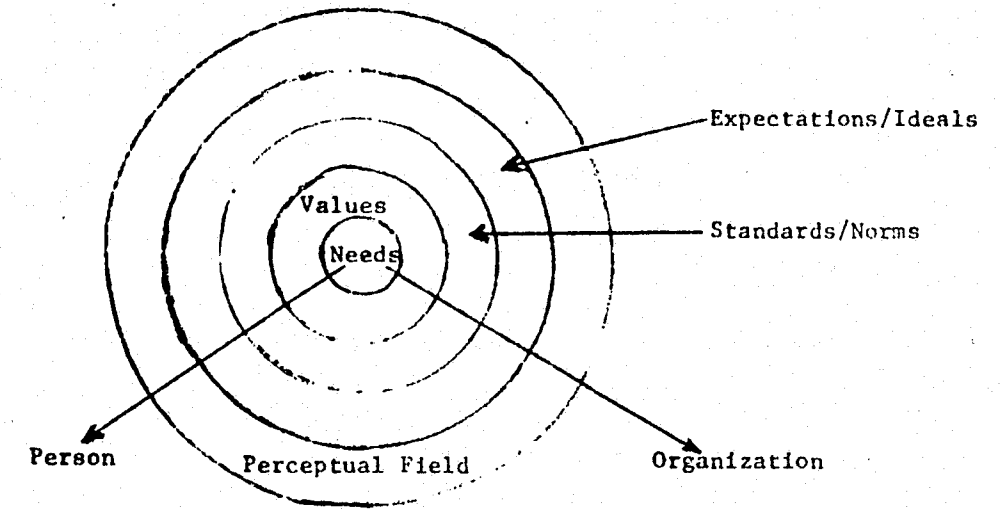 Expectations/Ideals
Values
Standards/Norms
Needs
Person
Perceptual Field
Organization